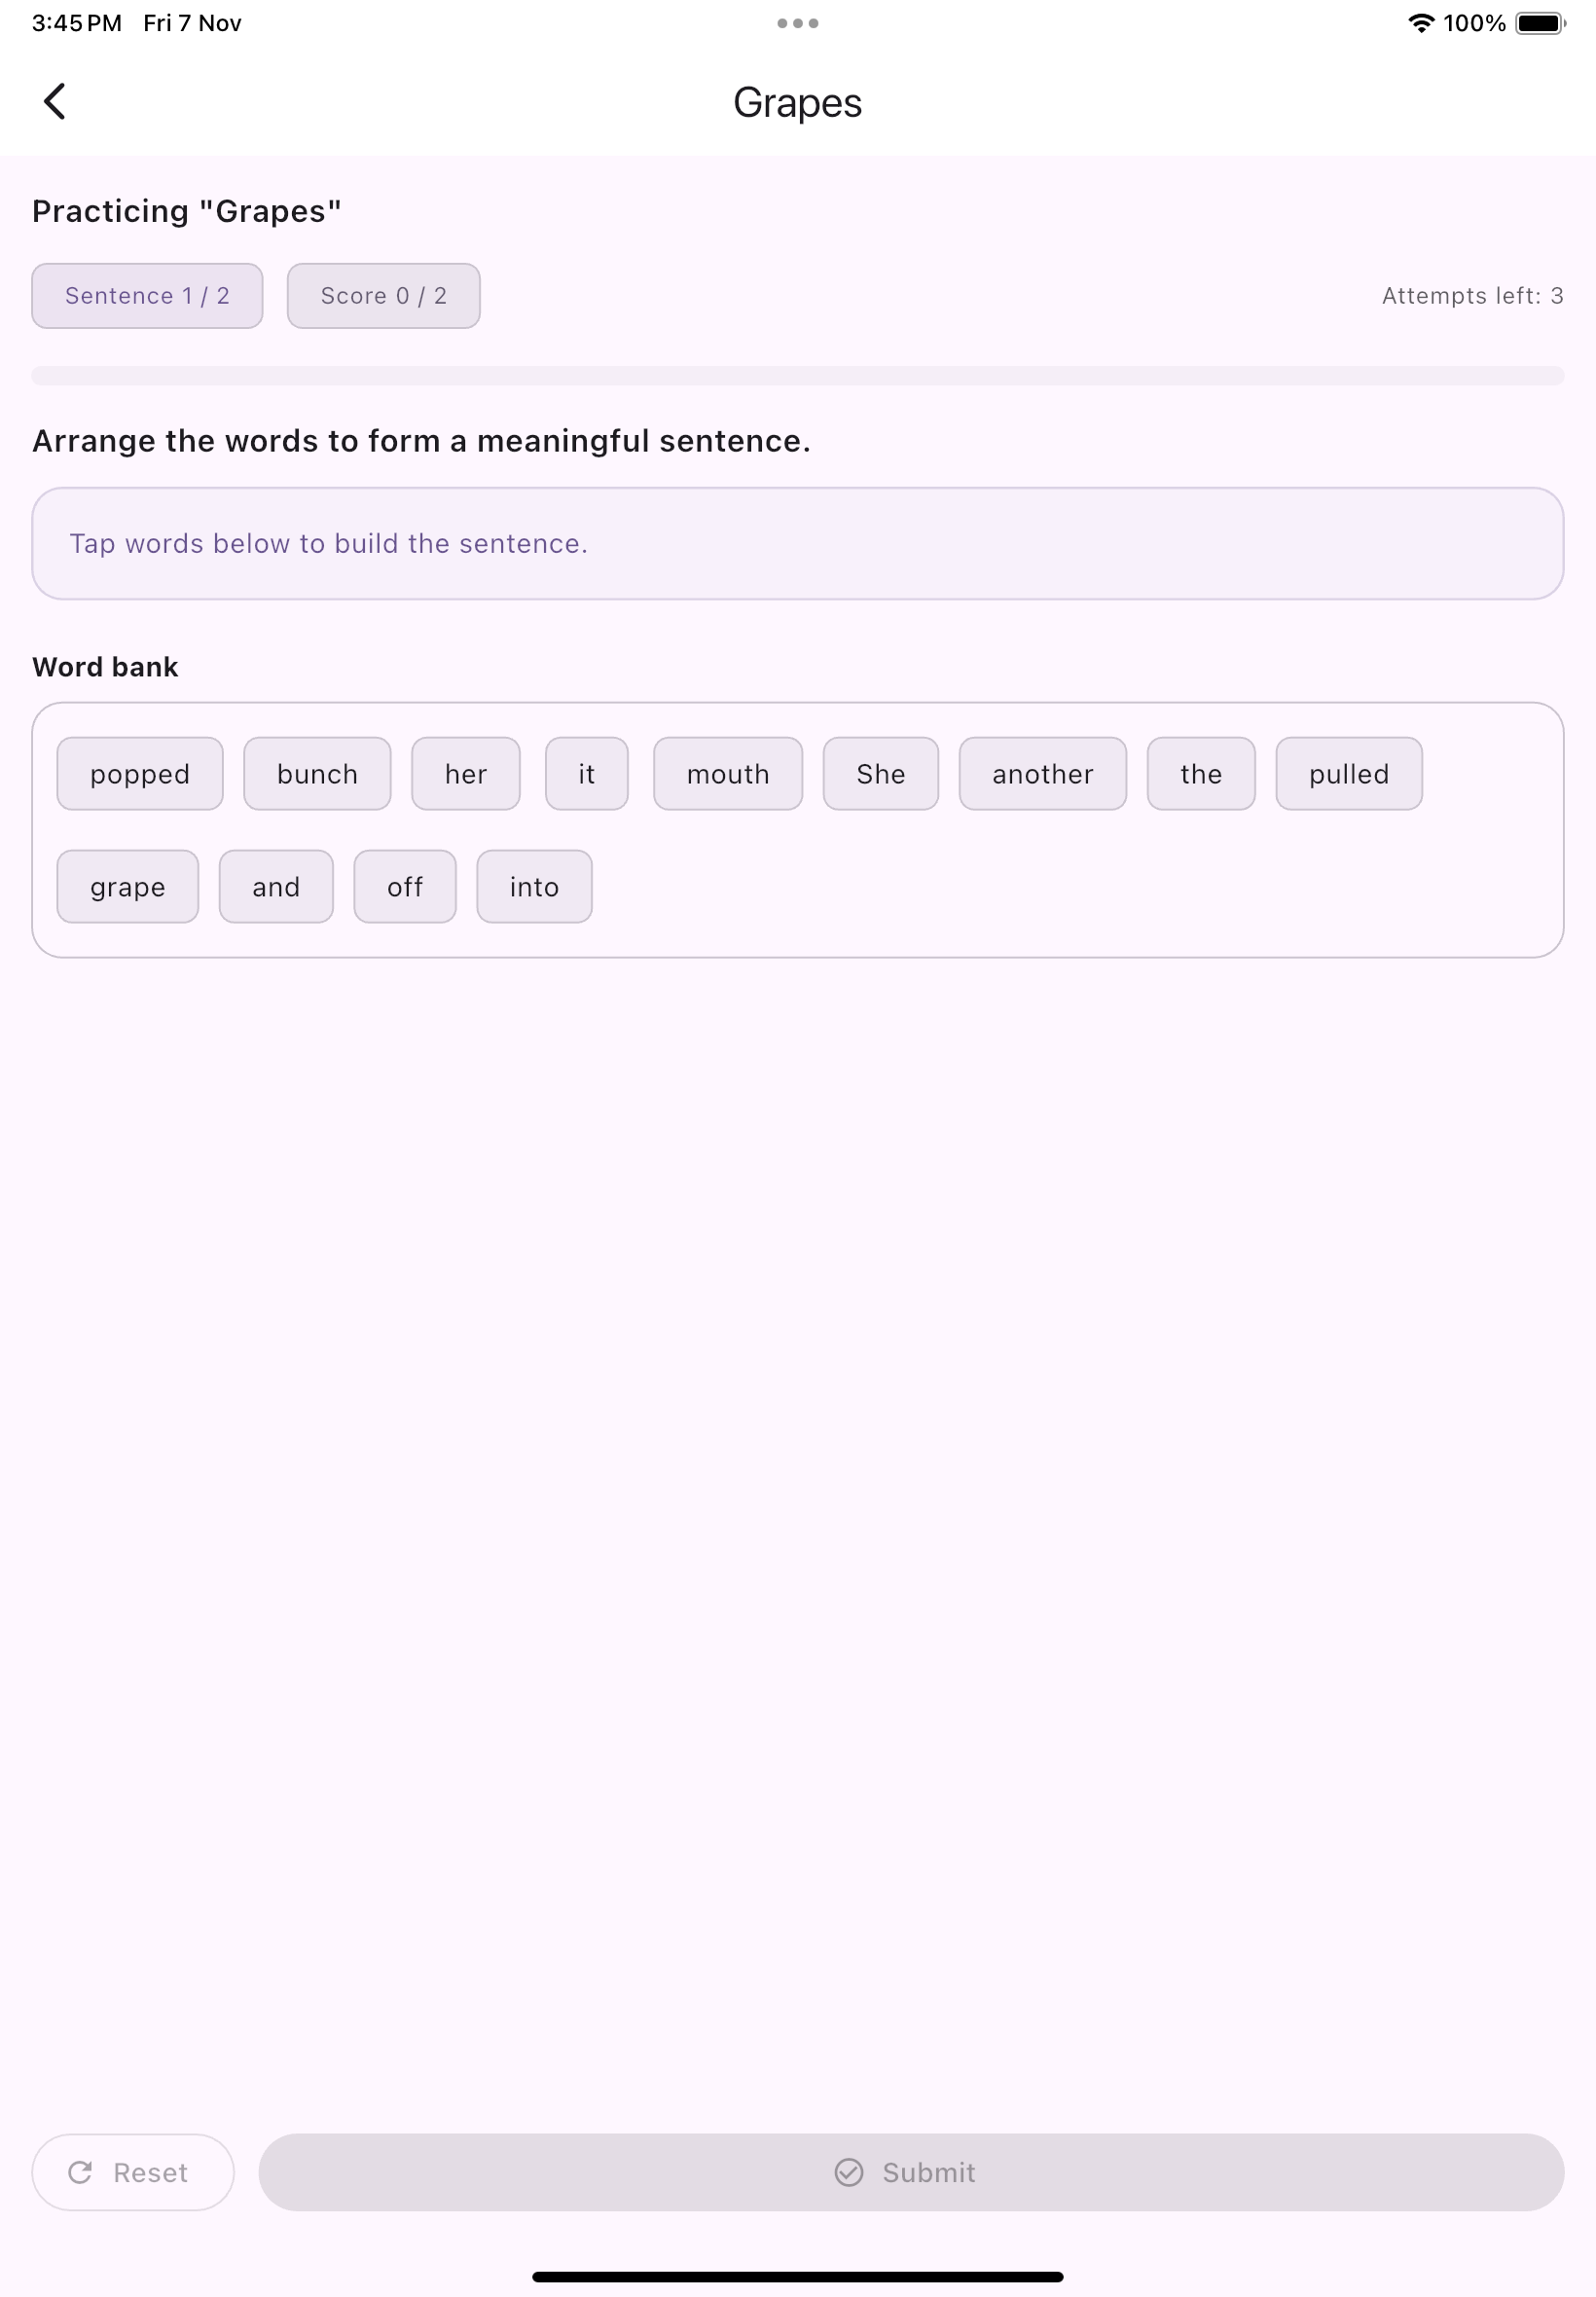 3:45 PM Fri 7 Nov 100%
Grapes
Practicing "Grapes"
Sentence 1 / 2 Score 0 / 2 Attempts left: 3
Arrange the words to form a meaningful sentence.
Tap words below to build the sentence.
Word bank
popped bunch her it mouth She another the pulled
grape and off into
Reset Submit